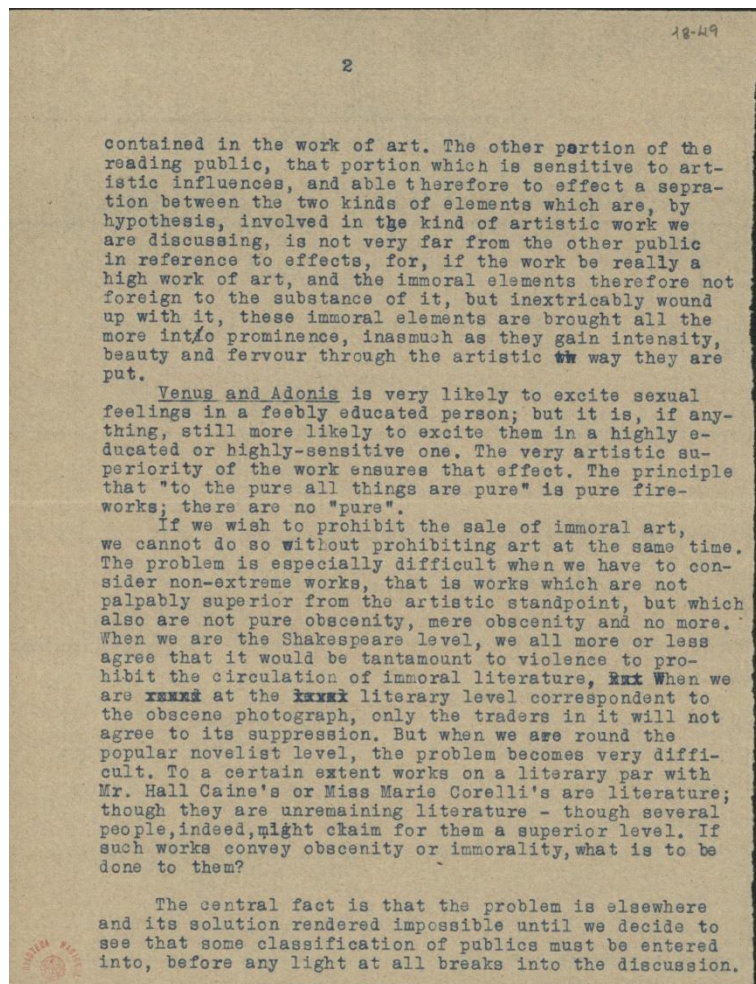 18-49
2
contained in the work of art. The other portion of the
reading public, that portion which is sensitive to art-
istic influences, and able therefore to effect a sepra-
tion between the two kinds of elements which are, by
hypothesis, involved in the kind of artistic work we
are discussing, is not very far from the other public
in reference to effects, for, if the work be really a
high work of art, and the immoral elements therefore not
foreign to the substance of it, but inextricably wound
up with it, these immoral elements are brought all the
more into prominence, inasmuch as they gain intensity,
beauty and fervour through the artistic way they are
put.
Venus and Adonis is very likely to excite sexual
feelings in a feebly educated person; but it is, if any-
thing, still more likely to excite them in a highly e-
ducated or highly-sensitive one. The very artistic su-
periority of the work ensures that effect. The principle
that "to the pure all things are pure" is pure fire-
works; there are no "pure".
If we wish to prohibit the sale of immoral art,
we cannot do so without prohibiting art at the same time.
The problem is especially difficult when we have to con-
sider non-extreme works, that is works which are not
palpably superior from the artistic standpoint, but which
also are not pure obscenity, mere obscenity and no more.
When we are the Shakespeare level, we all more or less
agree that it would be tantamount to violence to pro-
hibit the circulation of immoral literature, When we
are at the literary level correspondent to
the obscene photograph, only the traders in it will not
agree to its suppression. But when we are round the
popular novelist level, the problem becomes very diffi-
cult. To a certain extent works on a literary par with
Mr. Hall Caine's or Miss Marie Corelli's are literature;
though they are unremaining literature - though several
people,indeed,might claim for them a superior level. If
such works convey obscenity or immorality,what is to be
done to them?
The central fact is that the problem is elsewhere
and its solution rendered impossible until we decide to
see that some classification of publics must be entered
into, before any light at all breaks into the discussion.